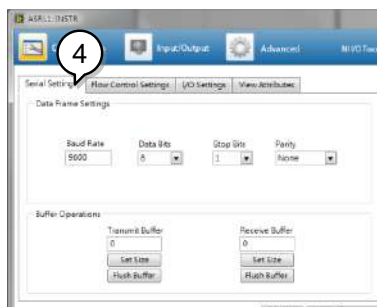 ASRL1::INSTR
Input/Output
Advanced
NI I/O Trace
4
Serial Settings
Flow Control Settings
I/O Settings
View Attributes
Data Frame Settings
Baud Rate
Data Bits
Stop Bits
Parity
9600
8
1
None
Buffer Operations
Transmit Buffer
Receive Buffer
0
0
Set Size
Set Size
Flush Buffer
Flush Buffer